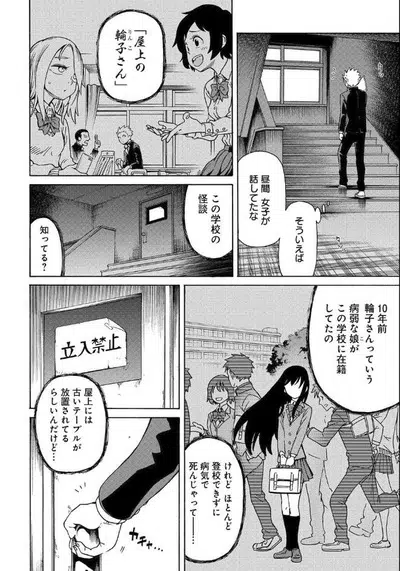 そういえば
昼間 女子が
話してたな
「屋上の
輪子さん」
りんこ
この学校の
怪談
知ってる?
10年前
輪子さんっていう
病弱な娘が
この学校に在籍
してたの
けれど ほとんど
登校できずに
病気で
死んじゃって――
立入禁止
屋上には
古いテーブルが
放置されてる
らしいんだけど…
ガチャ…